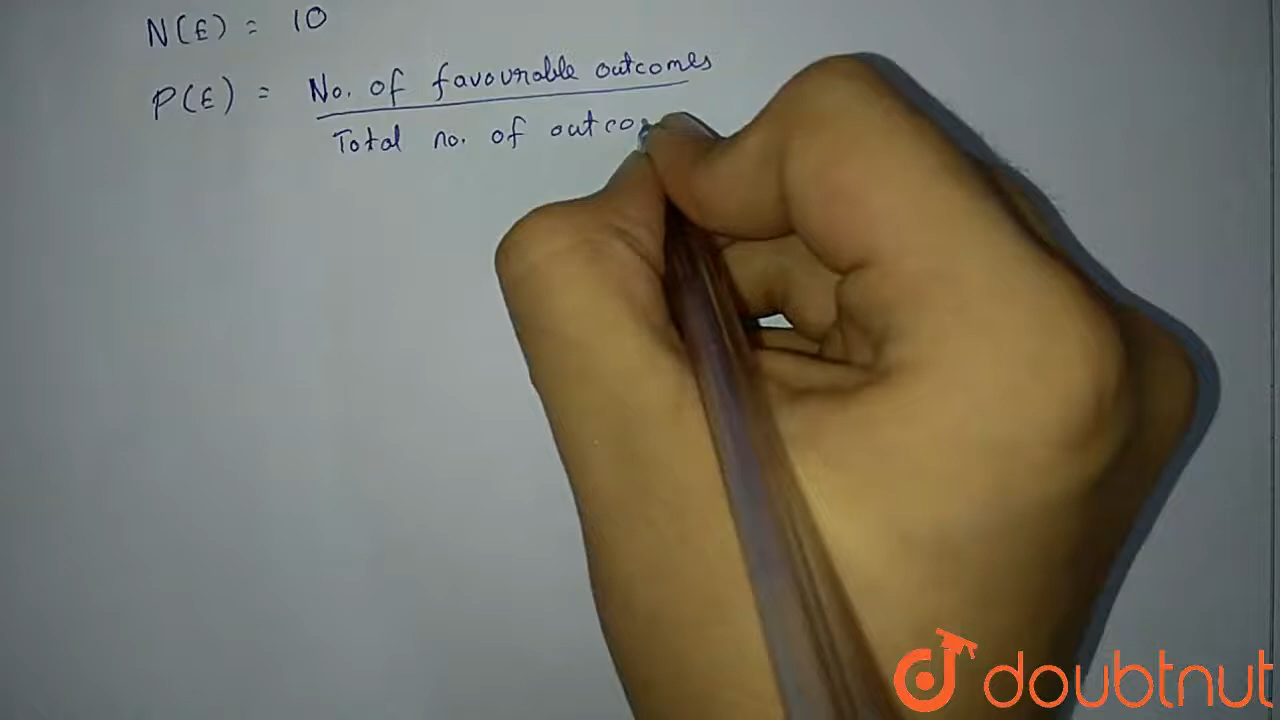 N(E) = 10
P(E) = No. of favourable outcomes
Total no. of
doubtnut